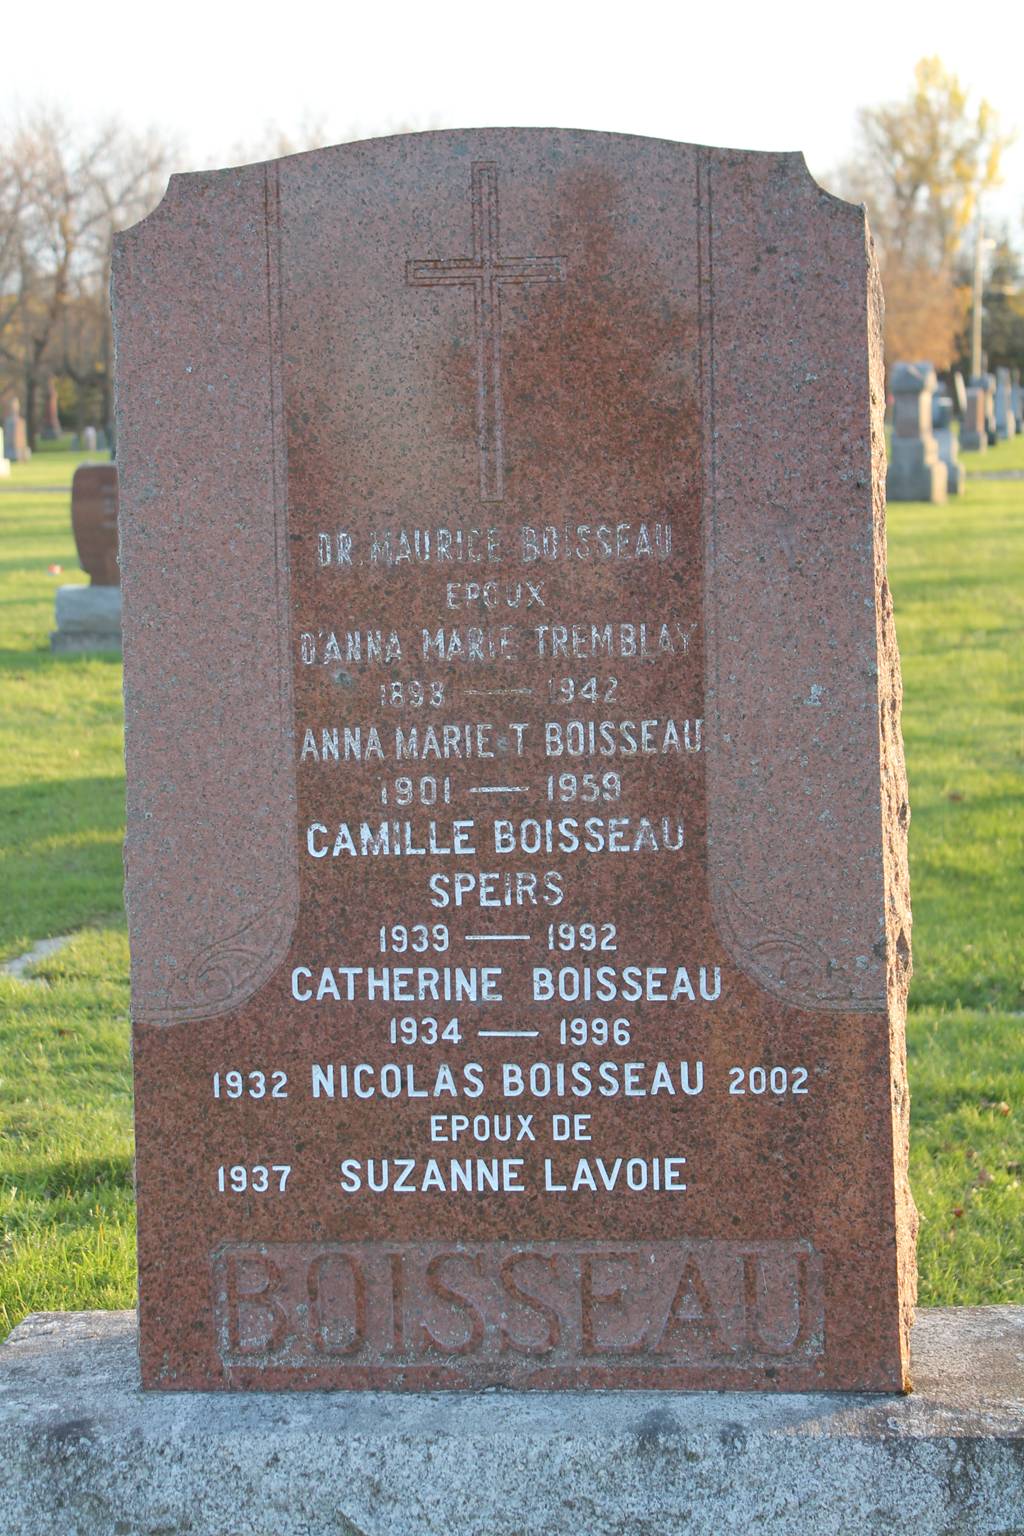 DR. MAURICE BOISSEAU
EPOUX
D'ANNA MARIE TREMBLAY
1898 — 1942
ANNA MARIE T BOISSEAU
1901 — 1959
CAMILLE BOISSEAU
SPEIRS
1939 — 1992
CATHERINE BOISSEAU
1934 — 1996
1932 NICOLAS BOISSEAU 2002
EPOUX DE
1937 SUZANNE LAVOIE
BOISSEAU